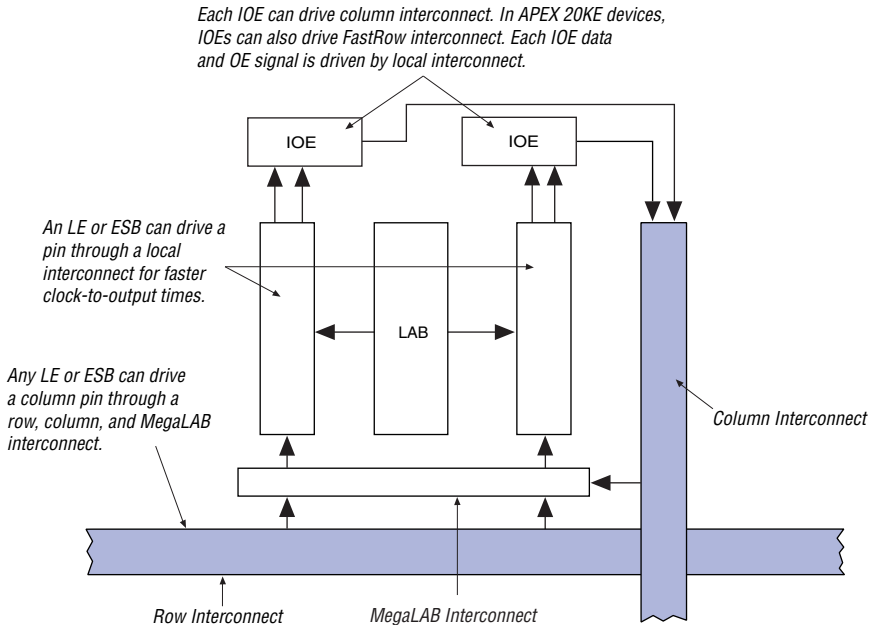 Each IOE can drive column interconnect. In APEX 20KE devices,
IOEs can also drive FastRow interconnect. Each IOE data
and OE signal is driven by local interconnect.
IOE
IOE
An LE or ESB can drive a
pin through a local
interconnect for faster
clock-to-output times.
LAB
Any LE or ESB can drive
a column pin through a
row, column, and MegaLAB
interconnect.
Column Interconnect
Row Interconnect
MegaLAB Interconnect